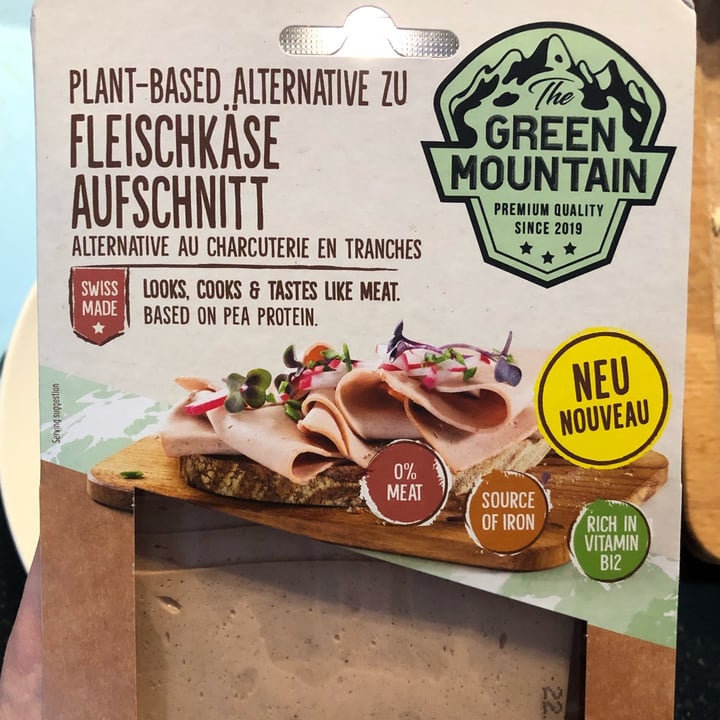 PLANT-BASED ALTERNATIVE ZU
FLEISCHKÄSE
AUFSCHNITT
ALTERNATIVE AU CHARCUTERIE EN TRANCHES
SWISS
MADE
LOOKS, COOKS & TASTES LIKE MEAT.
BASED ON PEA PROTEIN.
The
GREEN
MOUNTAIN
PREMIUM QUALITY
SINCE 2019
NEU
NOUVEAU
Serving suggestion
0%
MEAT
SOURCE
OF IRON
RICH IN
VITAMIN
B12
22